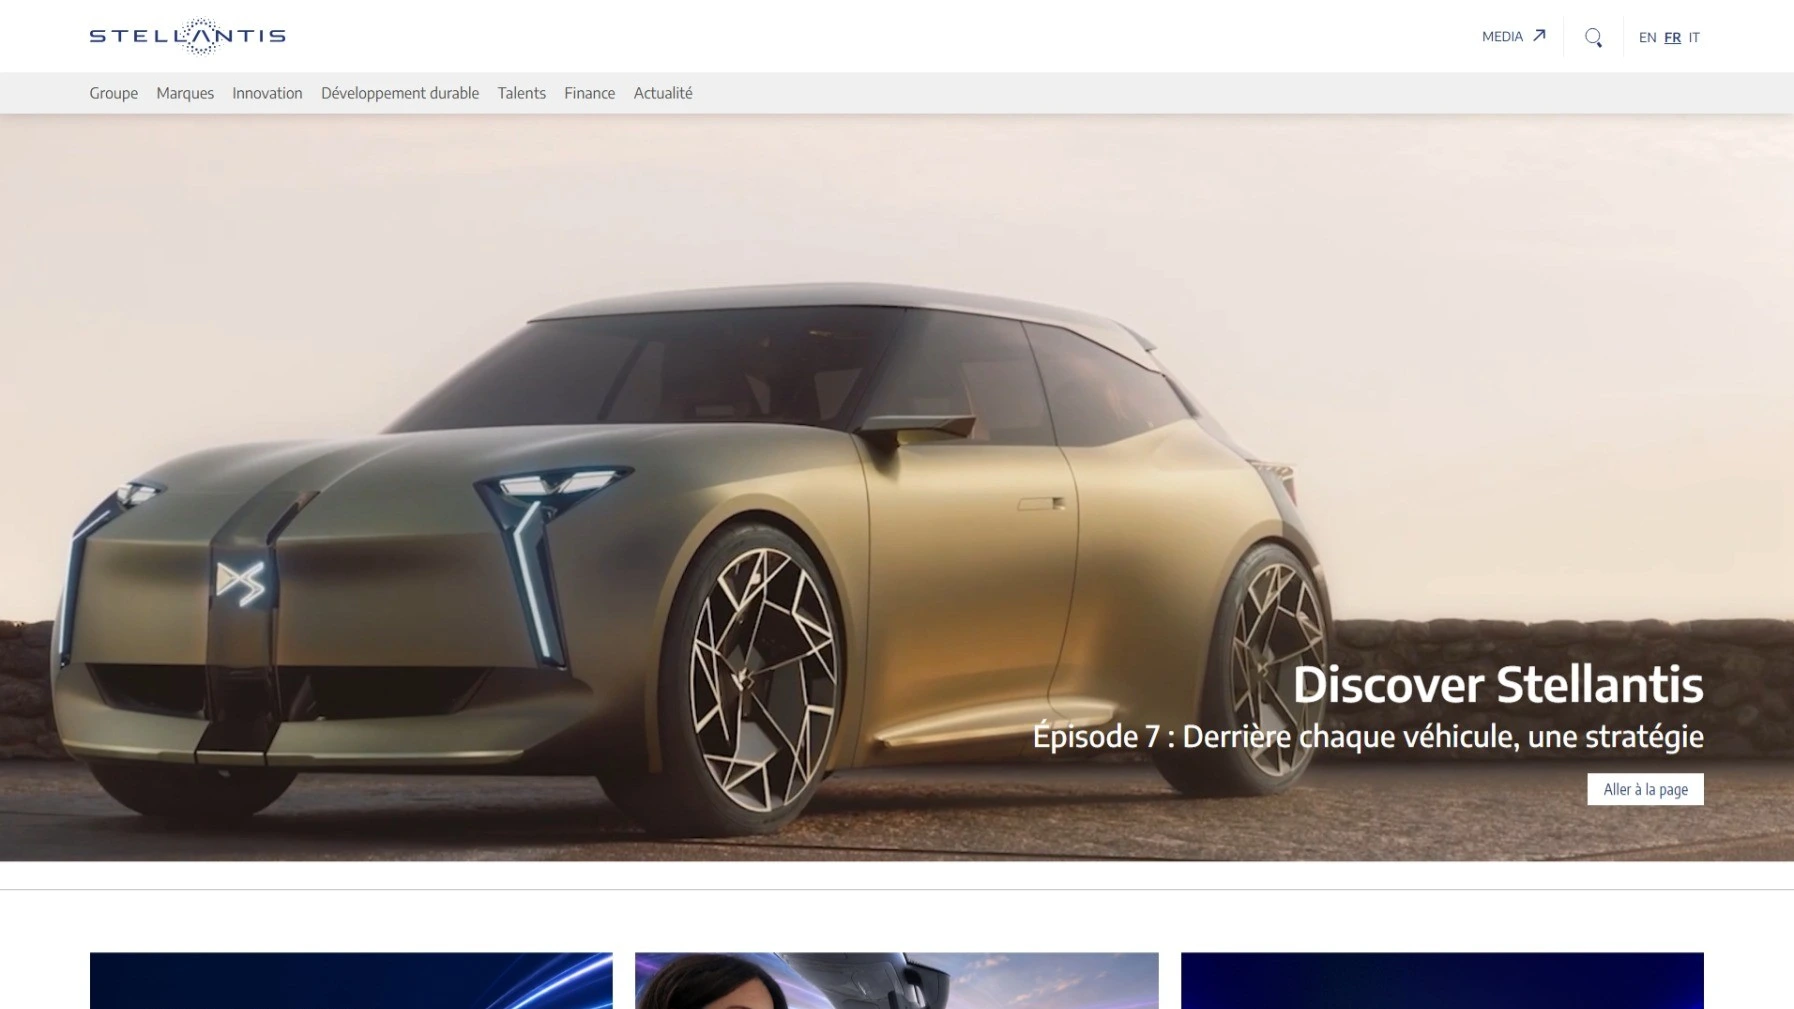 STELLANTIS
MEDIA
EN FR IT
Groupe Marques Innovation Développement durable Talents Finance Actualité
DS
Discover Stellantis
Épisode 7 : Derrière chaque véhicule, une stratégie
Aller à la page